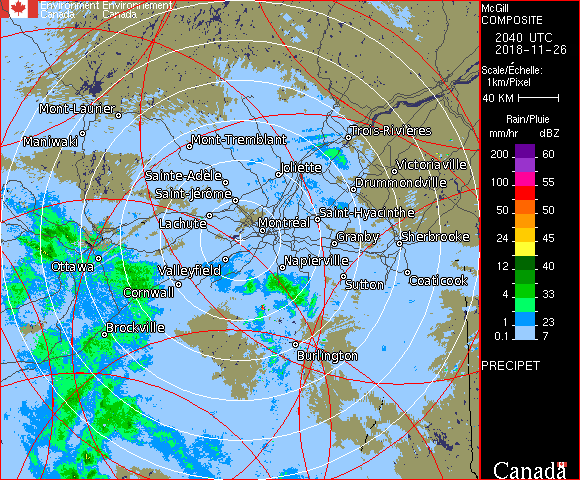 Environment Environnement
Canada Canada
McGill
COMPOSITE
2040 UTC
2018-11-26
Scale/Échelle:
1km/Pixel
40 KM
Rain/Pluie
mm/hr dBZ
200 60
100 55
50 50
24 45
12 40
4 33
1 23
0.1 7
PRECIPET
Mont-Laurier
Maniwaki
Mont-Tremblant
Trois-Rivières
Joliette
Victoriaville
Sainte-Adèle
Drummondville
Saint-Jérôme
Saint-Hyacinthe
Lachute
Montréal
Granby
Sherbrooke
Ottawa
Valleyfield
Napierville
Cornwall
Sutton
Coaticook
Brockville
Burlington
Canada